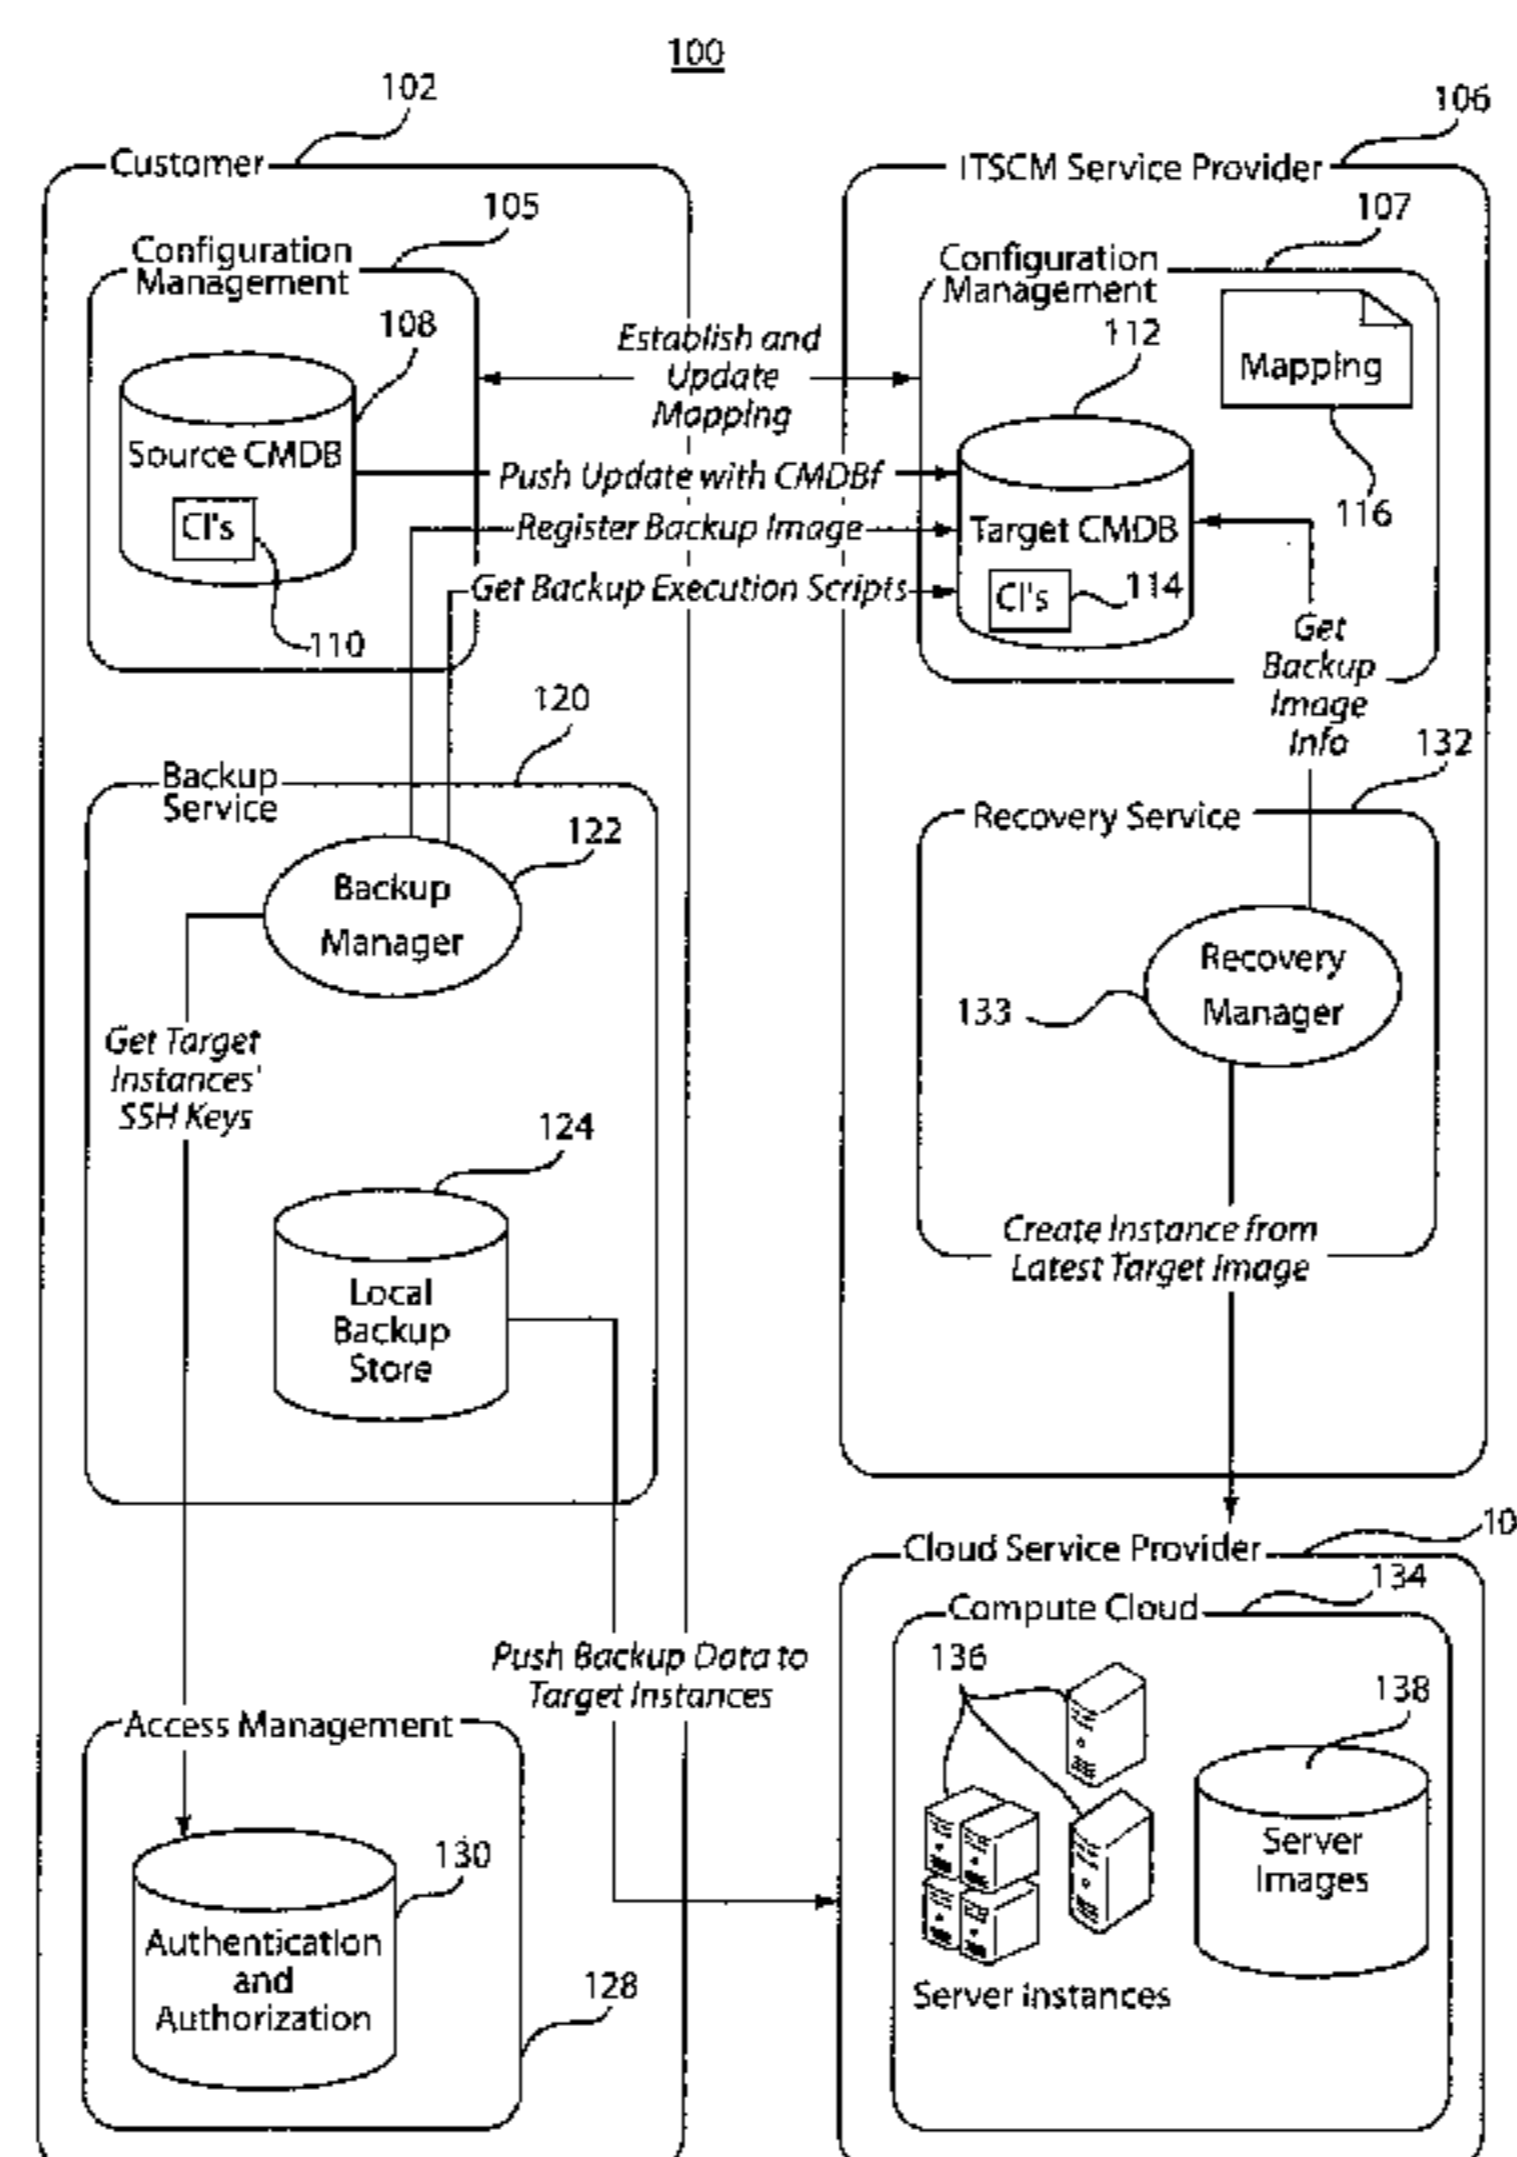 100
102
Customer
105
Configuration
Management
108
Source CMDB
CI's
110
106
ITSCM Service Provider
107
Configuration
Management
112
Mapping
116
Target CMDB
CI's
114
Establish and
Update
Mapping
Push Update with CMDBf
Register Backup Image
Get Backup Execution Scripts
Get
Backup
Image
Info
120
Backup
Service
122
Backup
Manager
Get Target
Instances'
SSH Keys
124
Local
Backup
Store
132
Recovery Service
Recovery
Manager
133
Create Instance from
Latest Target Image
Push Backup Data to
Target Instances
Access Management
130
Authentication
and
Authorization
128
10
Cloud Service Provider
134
Compute Cloud
136
138
Server
Images
Server Instances